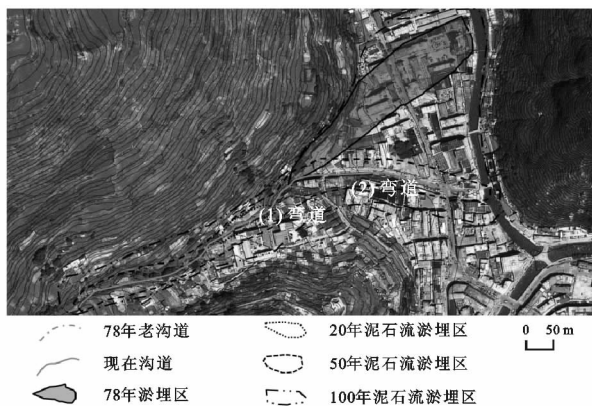 (2) 弯道
(1) 弯道
78年老沟道
20年泥石流淤埋区
0 50 m
现在沟道
50年泥石流淤埋区
78年淤埋区
100年泥石流淤埋区